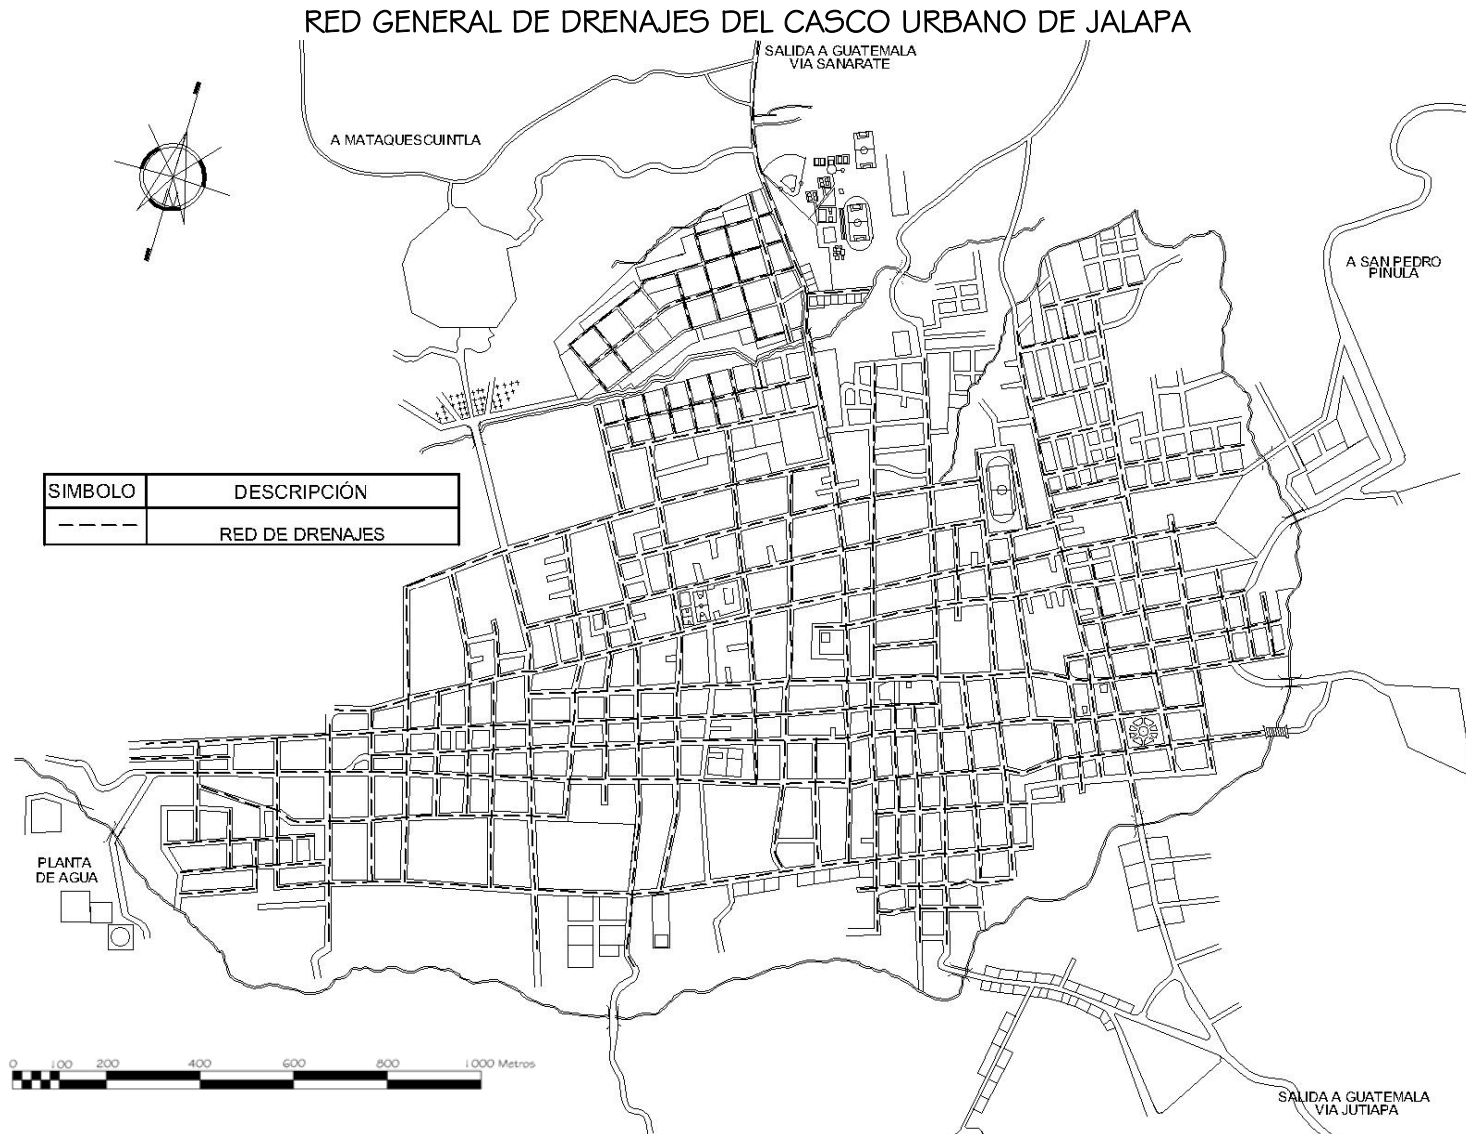 RED GENERAL DE DRENAJES DEL CASCO URBANO DE JALAPA
SALIDA A GUATEMALA
VIA SANARATE
A MATAQUESCUINTLA
A SAN PEDRO
PINULA
SIMBOLO DESCRIPCIÓN
RED DE DRENAJES
PLANTA
DE AGUA
0 100 200 400 600 800 1000 Metros
SALIDA A GUATEMALA
VIA JUTIAPA